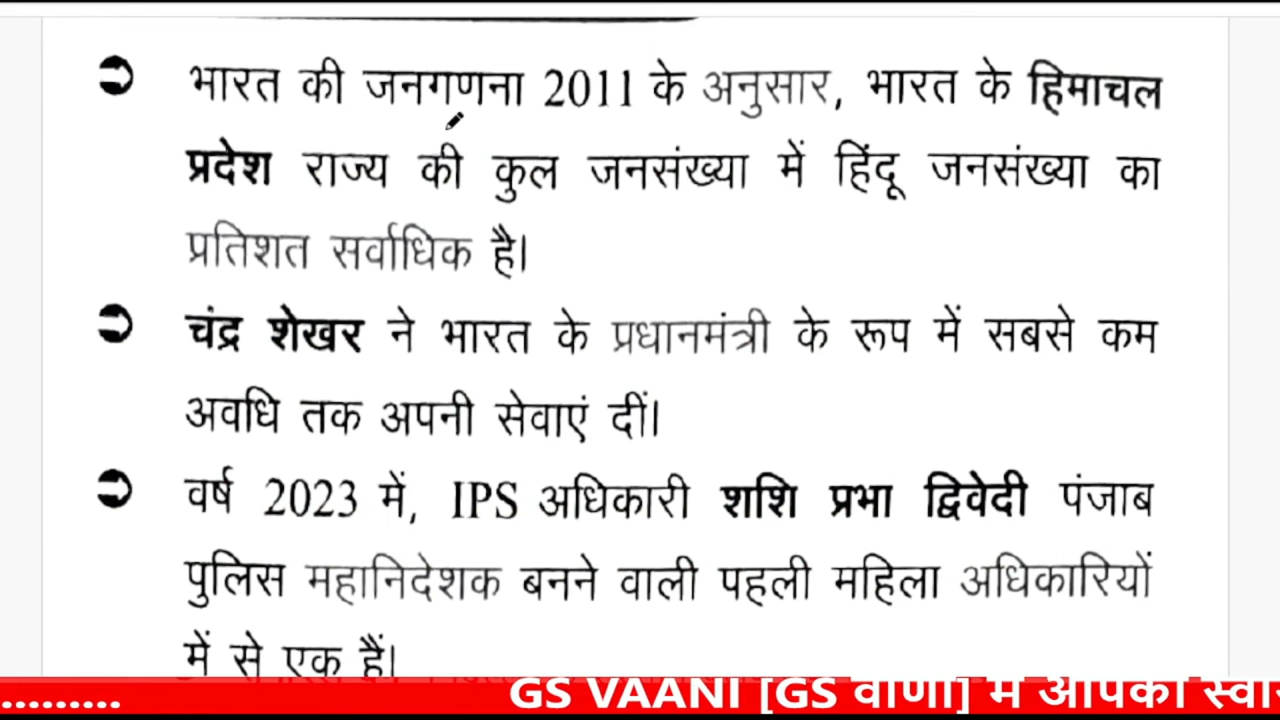 ➲ भारत की जनगणना 2011 के अनुसार, भारत के हिमाचल
प्रदेश राज्य की कुल जनसंख्या में हिंदू जनसंख्या का
प्रतिशत सर्वाधिक है।
➲ चंद्र शेखर ने भारत के प्रधानमंत्री के रूप में सबसे कम
अवधि तक अपनी सेवाएं दीं।
➲ वर्ष 2023 में, IPS अधिकारी शशि प्रभा द्विवेदी पंजाब
पुलिस महानिदेशक बनने वाली पहली महिला अधिकारियों
में से एक हैं।
......... GS VAANI [GS वाणी] में आपका